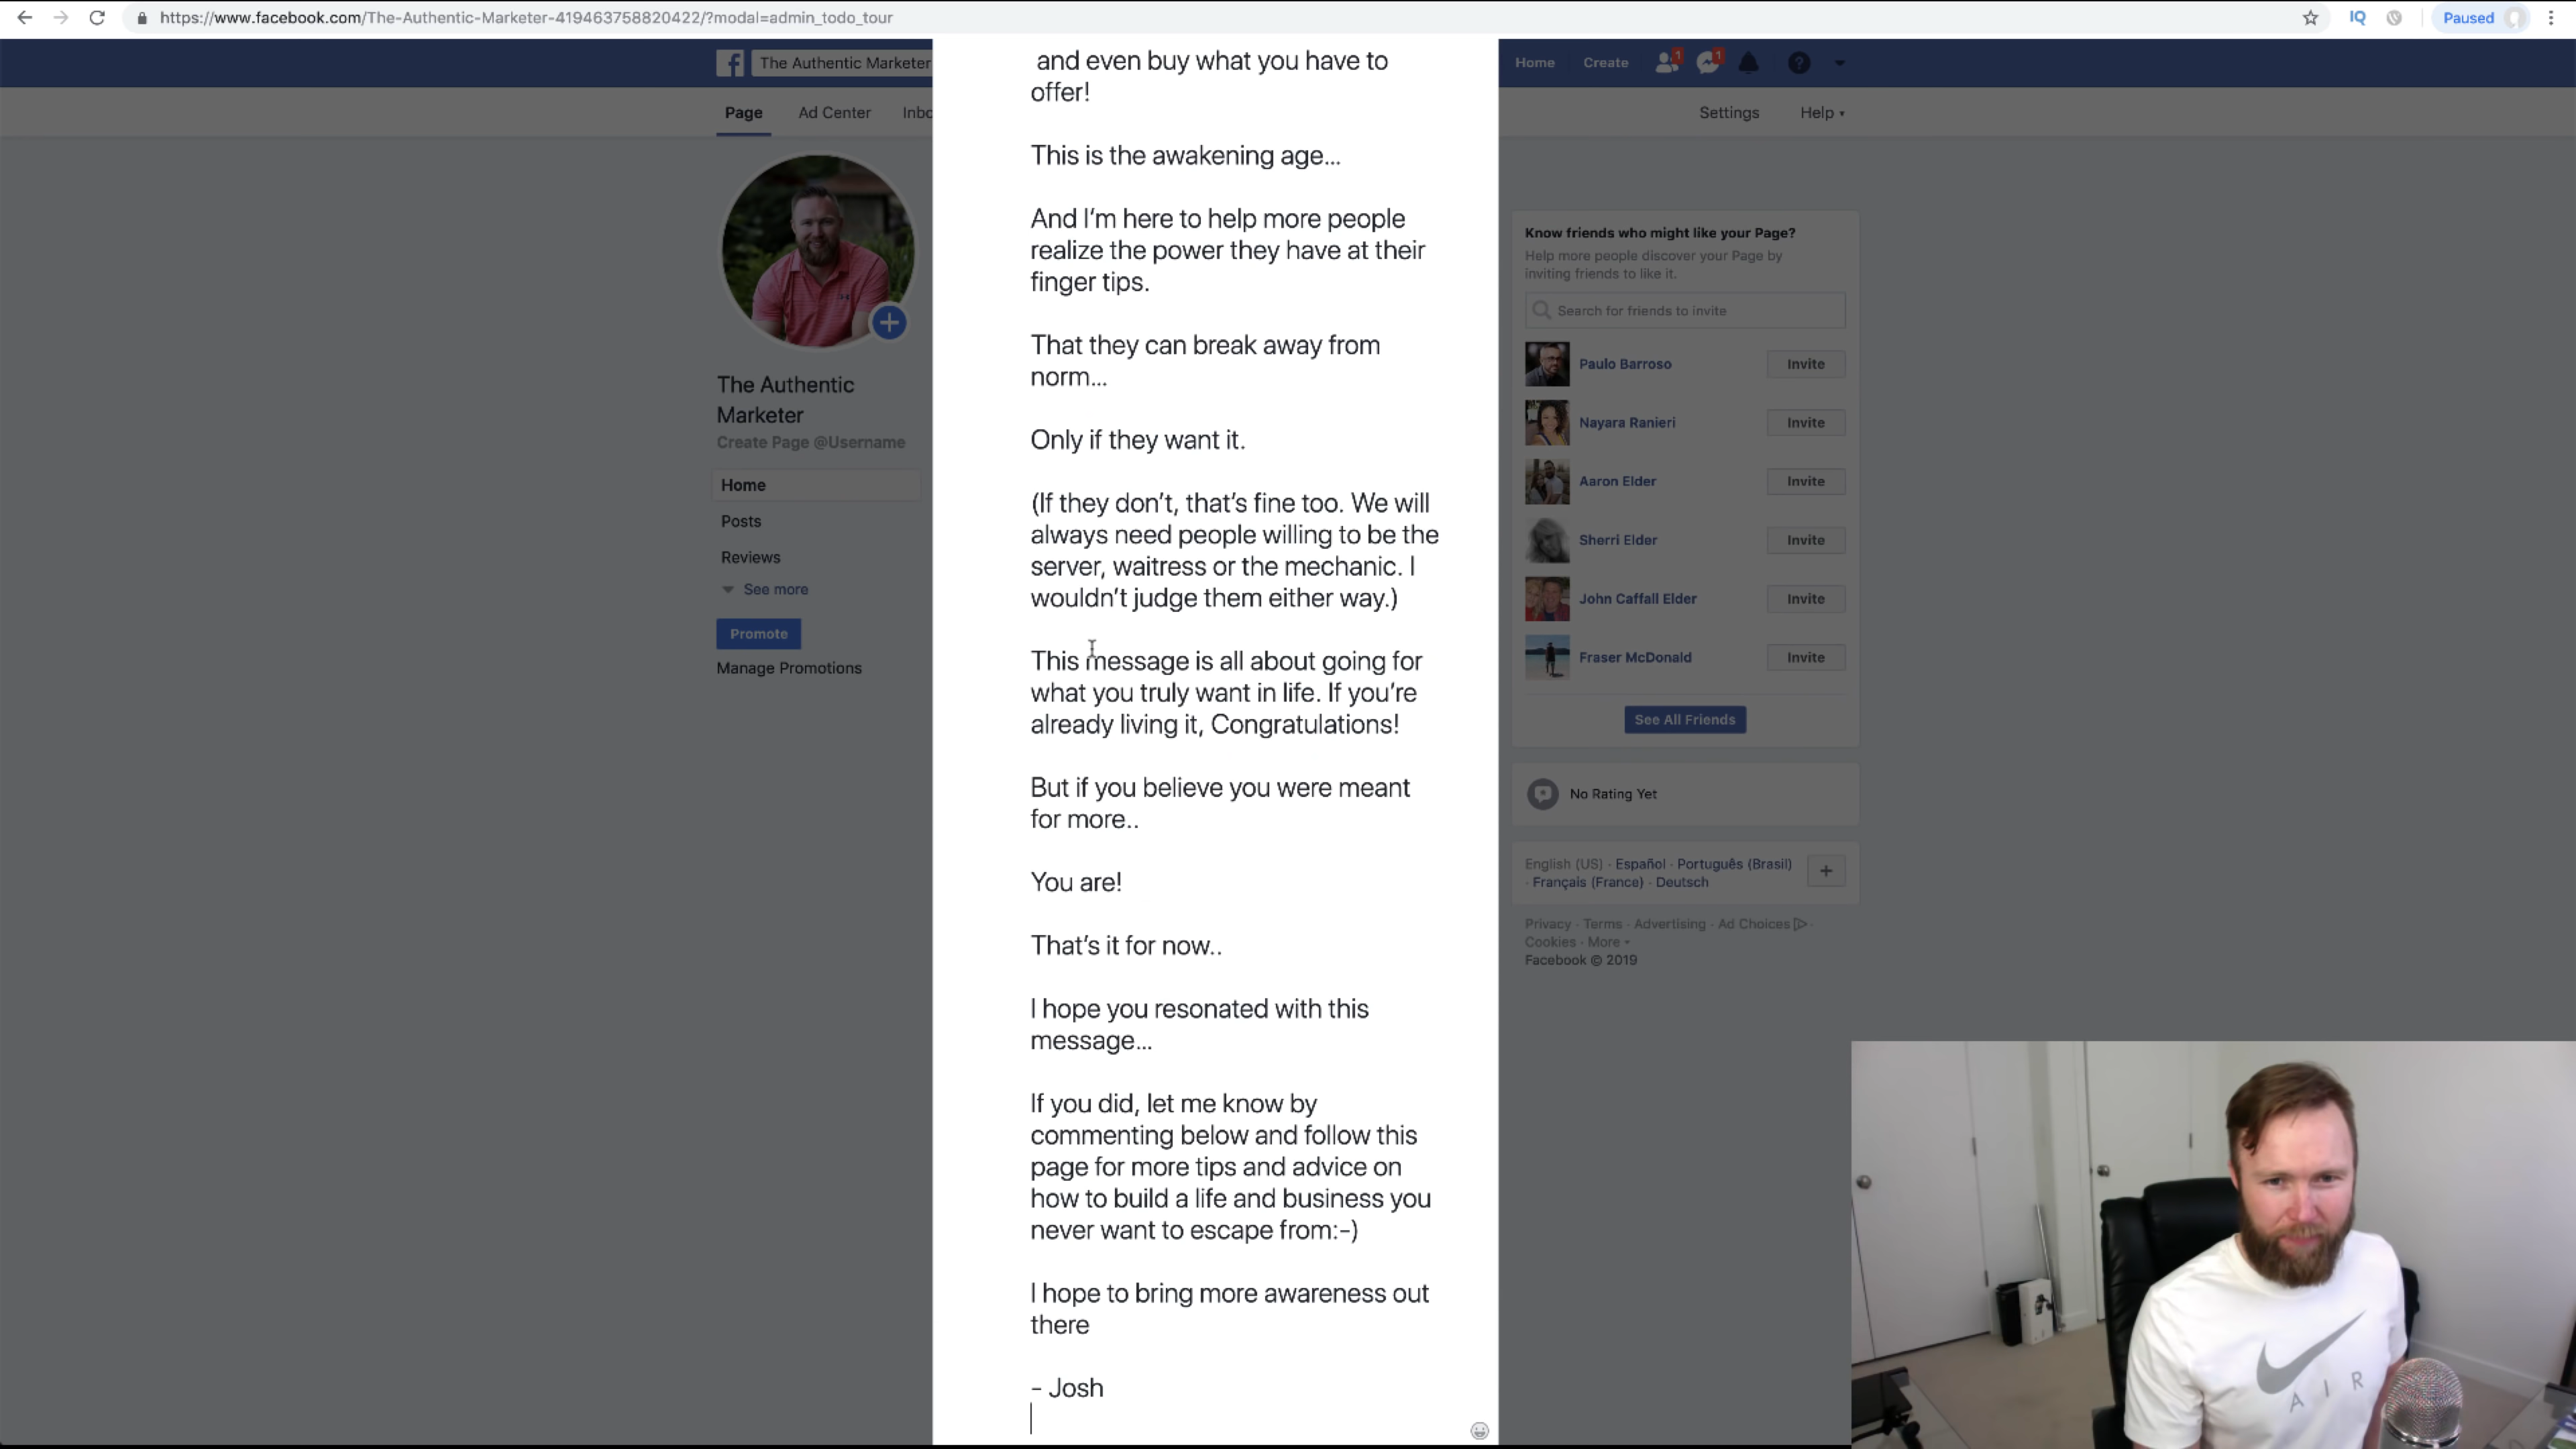 https://www.facebook.com/The-Authentic-Marketer-419463758820422/?modal=admin_todo_tour
IQ
Paused
The Authentic Marketer
Home
Create
1
1
Page
Ad Center
Inbo
Settings
Help
The Authentic
Marketer
Create Page @Username
Home
Posts
Reviews
See more
Promote
Manage Promotions
and even buy what you have to
offer!
This is the awakening age...
And I'm here to help more people
realize the power they have at their
finger tips.
That they can break away from
norm...
Only if they want it.
(If they don't, that's fine too. We will
always need people willing to be the
server, waitress or the mechanic. I
wouldn't judge them either way.)
This message is all about going for
what you truly want in life. If you're
already living it, Congratulations!
But if you believe you were meant
for more..
You are!
That's it for now..
I hope you resonated with this
message...
If you did, let me know by
commenting below and follow this
page for more tips and advice on
how to build a life and business you
never want to escape from:-)
I hope to bring more awareness out
there
- Josh
Know friends who might like your Page?
Help more people discover your Page by
inviting friends to like it.
Search for friends to invite
Paulo Barroso
Invite
Nayara Ranieri
Invite
Aaron Elder
Invite
Sherri Elder
Invite
John Caffall Elder
Invite
Fraser McDonald
Invite
See All Friends
No Rating Yet
English (US) · Español · Português (Brasil)
· Français (France) · Deutsch
Privacy · Terms · Advertising · Ad Choices ·
Cookies · More
Facebook © 2019
AIR